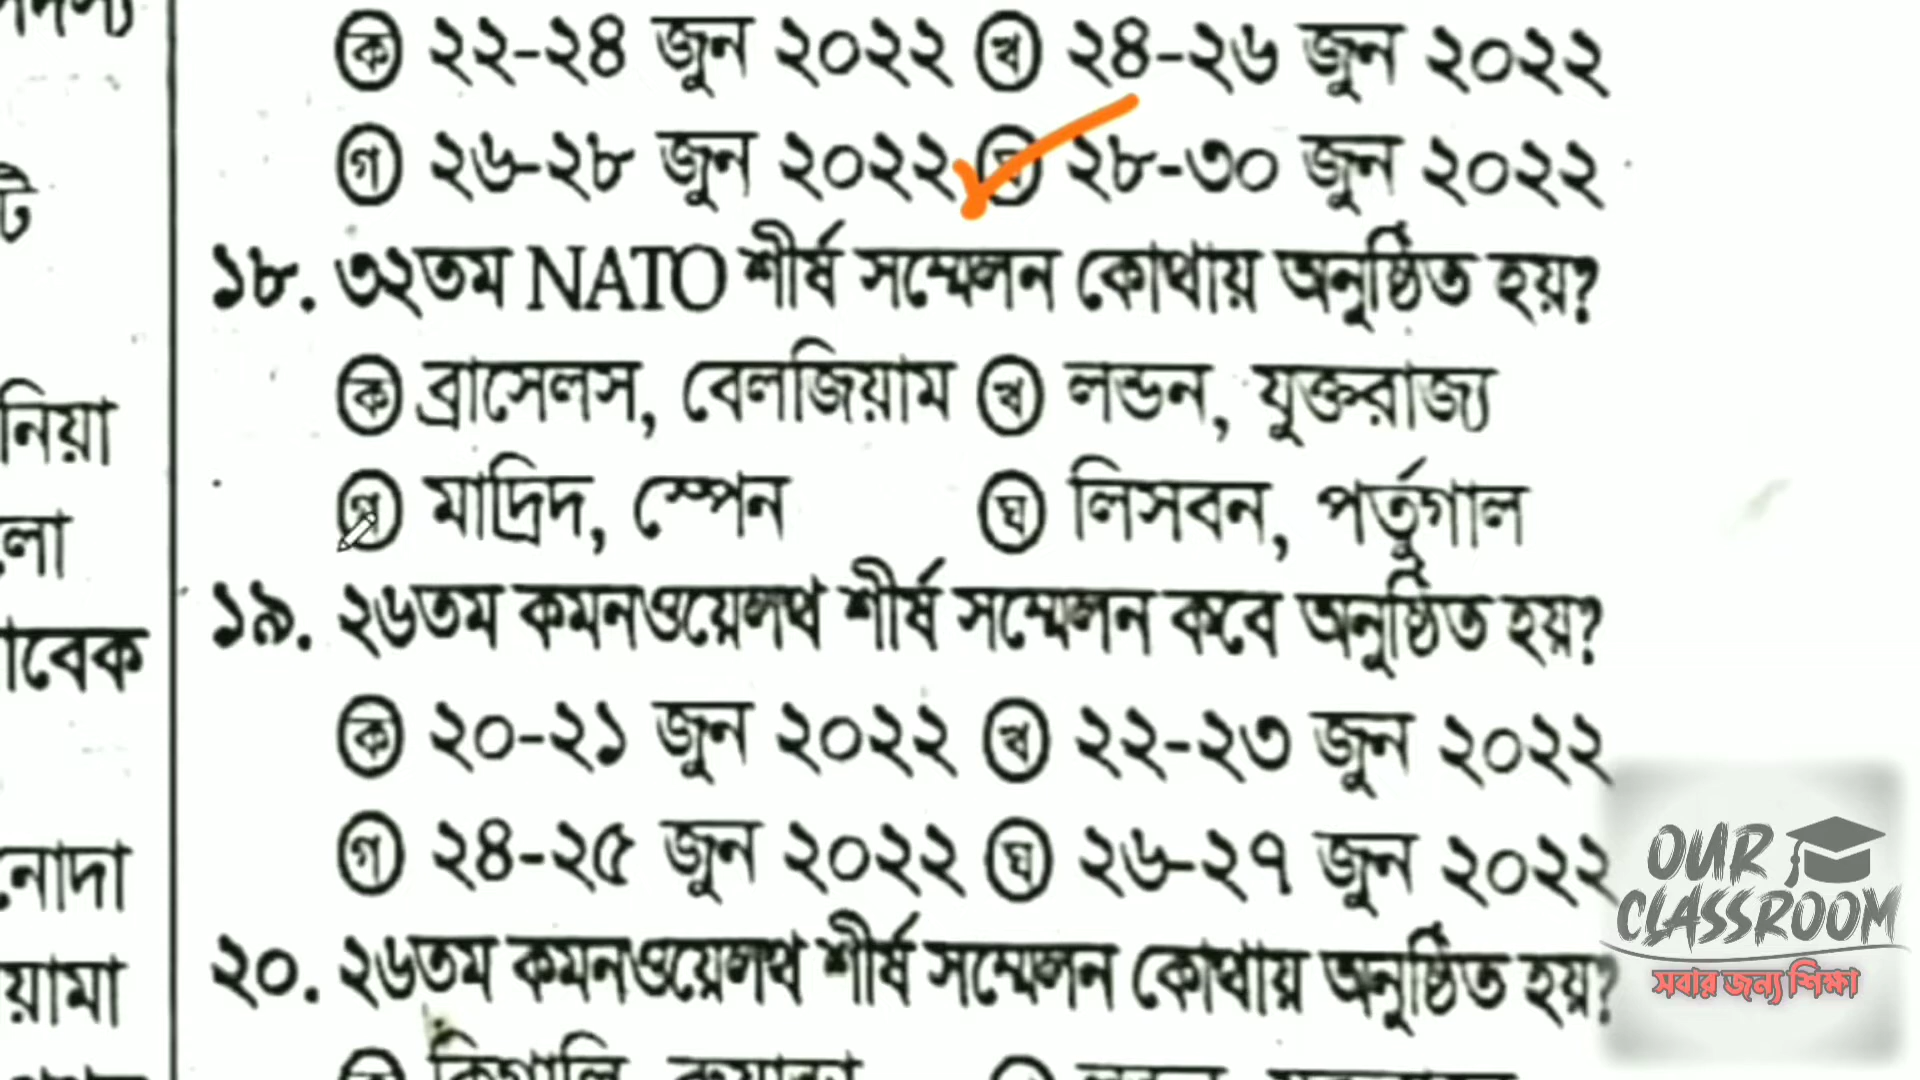 ক ২২-২৪ জুন ২০২২ খ ২৪-২৬ জুন ২০২২
গ ২৬-২৮ জুন ২০২২ ঘ ২৮-৩০ জুন ২০২২
১৮. ৩২তম NATO শীর্ষ সম্মেলন কোথায় অনুষ্ঠিত হয়?
ক ব্রাসেলস, বেলজিয়াম খ লন্ডন, যুক্তরাজ্য
গ মাদ্রিদ, স্পেন ঘ লিসবন, পর্তুগাল
১৯. ২৬তম কমনওয়েলথ শীর্ষ সম্মেলন কবে অনুষ্ঠিত হয়?
ক ২০-২১ জুন ২০২২ খ ২২-২৩ জুন ২০২২
গ ২৪-২৫ জুন ২০২২ ঘ ২৬-২৭ জুন ২০২২
২০. ২৬তম কমনওয়েলথ শীর্ষ সম্মেলন কোথায় অনুষ্ঠিত হয়?
OUR
CLASSROOM
সবার জন্য শিক্ষা